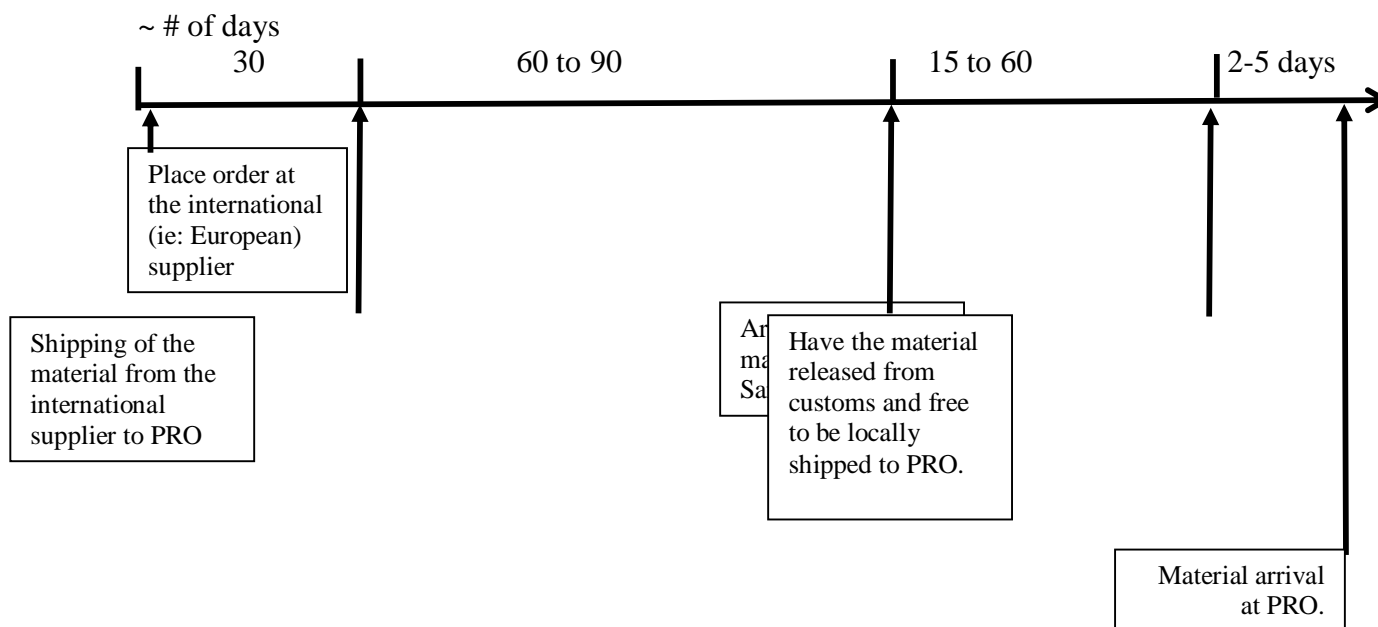 ~ # of days
30 60 to 90 15 to 60 2-5 days
Place order at
the international
(ie: European)
supplier
Shipping of the
material from the
international
supplier to PRO
Have the material
released from
customs and free
to be locally
shipped to PRO.
Material arrival
at PRO.